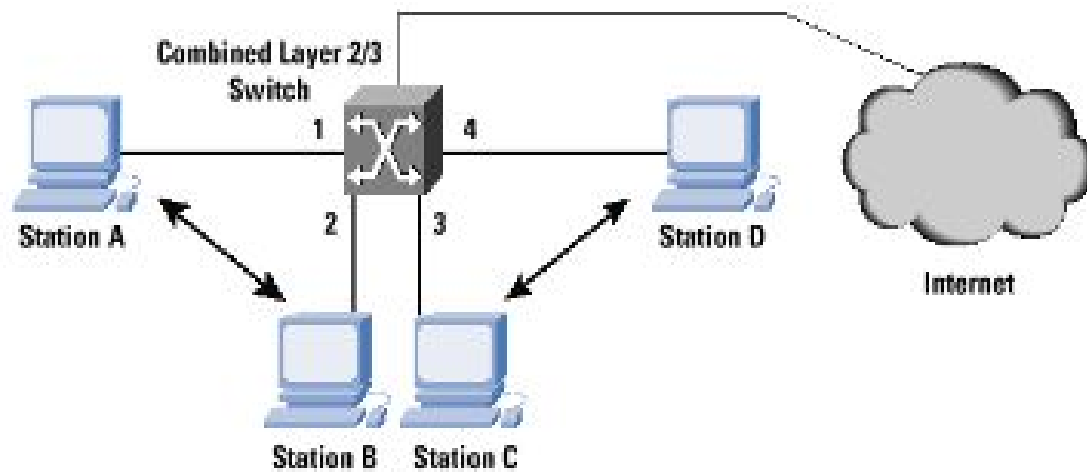 Combined Layer 2/3
Switch
1
4
Station A
2
3
Station D
Internet
Station B
Station C